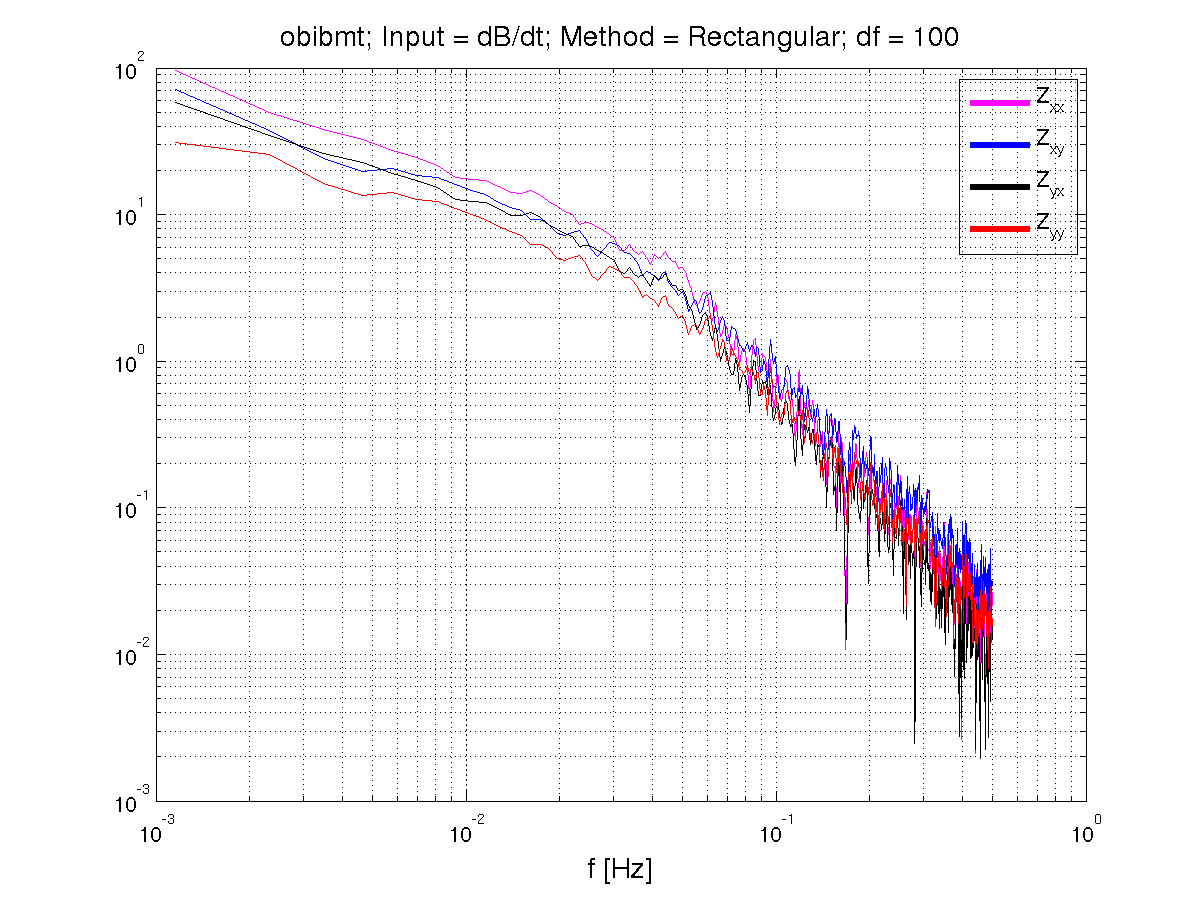 obibmt; Input = dB/dt; Method = Rectangular; df = 100
Z_xx
Z_xy
Z_yx
Z_yy
10^2
10^1
10^0
10^-1
10^-2
10^-3
10^-3 10^-2 10^-1 10^0
f [Hz]